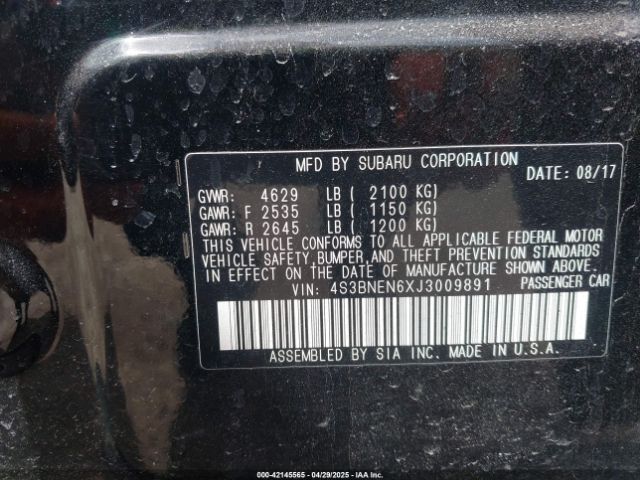 MFD BY SUBARU CORPORATION
DATE: 08/17
GVWR: 4629 LB ( 2100 KG)
GAWR: F 2535 LB ( 1150 KG)
GAWR: R 2645 LB ( 1200 KG)
THIS VEHICLE CONFORMS TO ALL APPLICABLE FEDERAL MOTOR
VEHICLE SAFETY, BUMPER, AND THEFT PREVENTION STANDARDS
IN EFFECT ON THE DATE OF MANUFACTURE SHOWN ABOVE.
VIN: 4S3BNEN6XJ3009891 PASSENGER CAR
ASSEMBLED BY SIA INC. MADE IN U.S.A.
000-42145565 - 04/29/2025 - IAA, Inc.